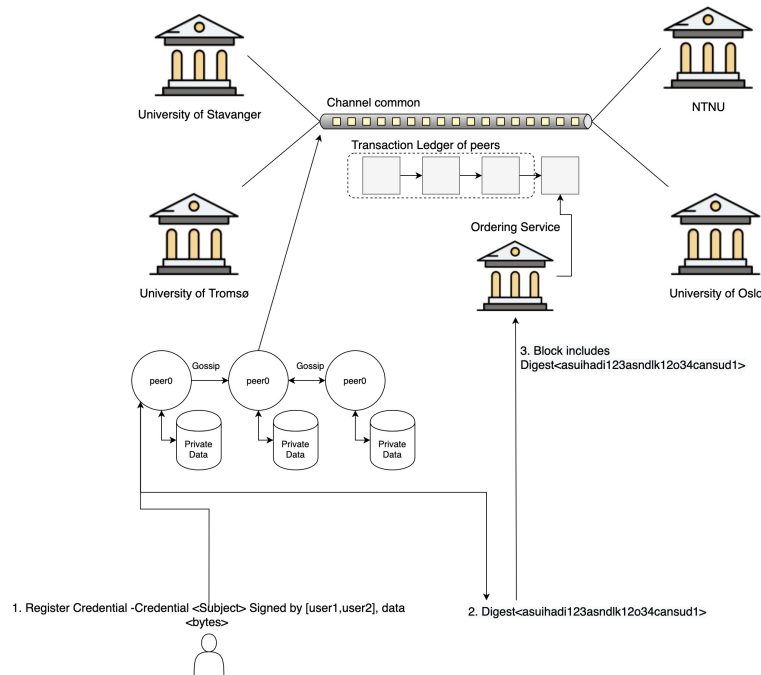 University of Stavanger
NTNU
Channel common
Transaction Ledger of peers
Ordering Service
University of Tromsø
University of Oslo
3. Block includes
Digest<asuihadi123asndlk12o34cansud1>
Gossip
Gossip
peer0
peer0
peer0
Private
Data
Private
Data
Private
Data
1. Register Credential -Credential <Subject> Signed by [user1,user2], data
<bytes>
2. Digest<asuihadi123asndlk12o34cansud1>